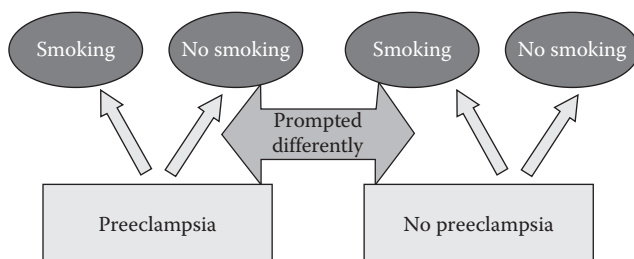 Smoking
No smoking
Smoking
No smoking
Prompted
differently
Preeclampsia
No preeclampsia